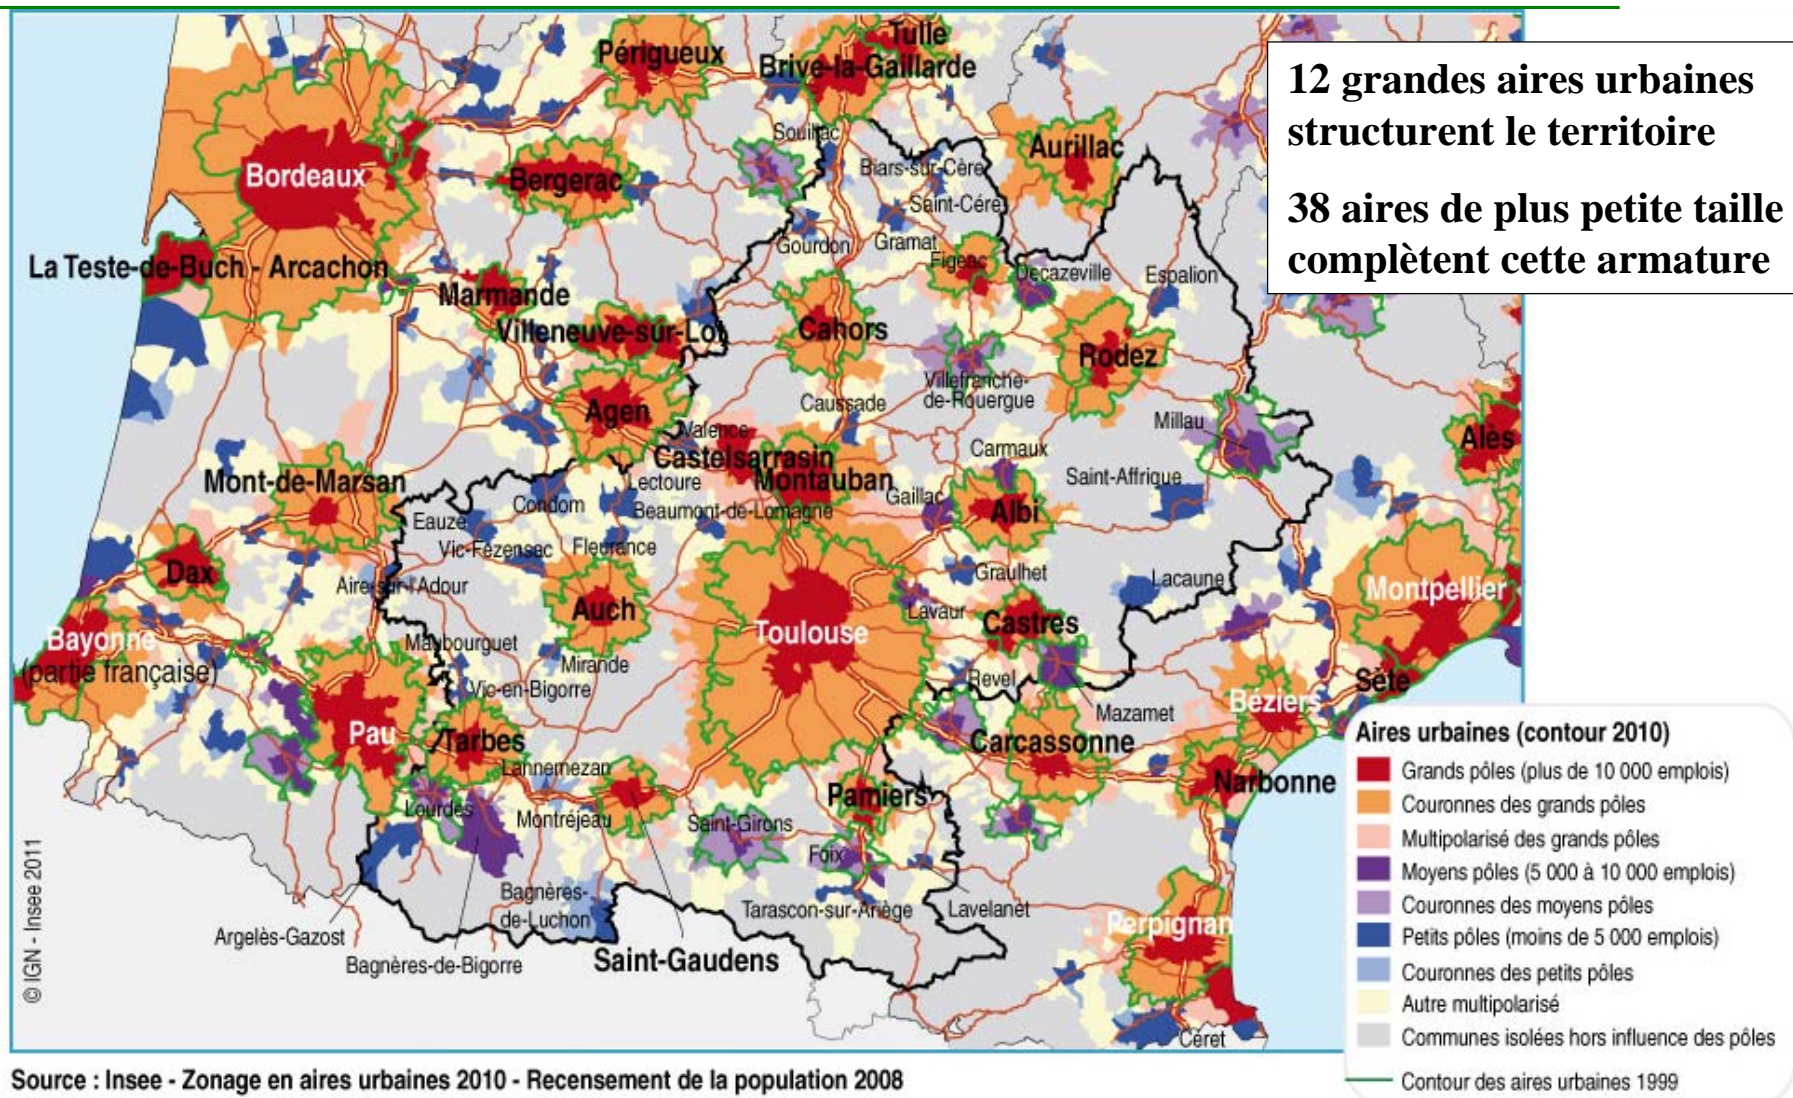 12 grandes aires urbaines
structurent le territoire
38 aires de plus petite taille
complètent cette armature
Périgueux
Tulle
Brive-la-Gaillarde
Souillac
Aurillac
Bordeaux
Bergerac
Biars-sur-Cère
Saint-Céré
Gourdon
Gramat
La Teste-de-Buch - Arcachon
Figeac
Decazeville
Espalion
Marmande
Villeneuve-sur-Lot
Cahors
Rodez
Villefranche-
de-Rouergue
Agen
Caussade
Millau
Valence
Alès
Castelsarrasin
Carmaux
Mont-de-Marsan
Lectoure
Montauban
Saint-Affrique
Condom
Gaillac
Eauze
Beaumont-de-Lomagne
Albi
Vic-Fézensac
Fleurance
Dax
Aire-sur-l'Adour
Graulhet
Lacaune
Montpellier
Auch
Lavaur
Castres
Bayonne
(partie française)
Toulouse
Maubourguet
Mirande
Revel
Sète
Vic-en-Bigorre
Mazamet
Béziers
Pau
Tarbes
Carcassonne
Lannemezan
Narbonne
Lourdes
Montréjeau
Pamiers
Saint-Girons
Foix
Bagnères-
de-Luchon
Tarascon-sur-Ariège
Lavelanet
Perpignan
Argelès-Gazost
Bagnères-de-Bigorre
Saint-Gaudens
Céret
© IGN - Insee 2011
Aires urbaines (contour 2010)
Grands pôles (plus de 10 000 emplois)
Couronnes des grands pôles
Multipolarisé des grands pôles
Moyens pôles (5 000 à 10 000 emplois)
Couronnes des moyens pôles
Petits pôles (moins de 5 000 emplois)
Couronnes des petits pôles
Autre multipolarisé
Communes isolées hors influence des pôles
Contour des aires urbaines 1999
Source : Insee - Zonage en aires urbaines 2010 - Recensement de la population 2008